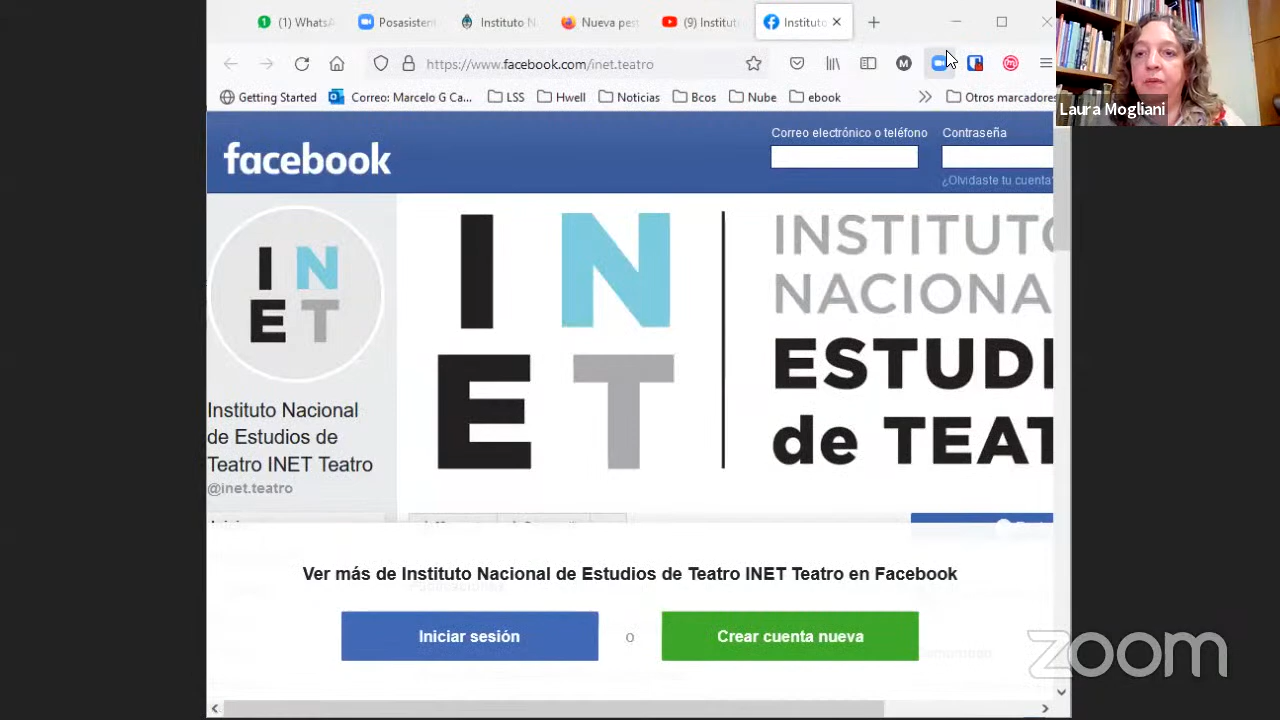 (1) WhatsA
Posasisten
Instituto N
Nueva pest
(9) Institut
Instituto
https://www.facebook.com/inet.teatro
Getting Started
Correo: Marcelo G Ca...
LSS
Hwell
Noticias
Bcos
Nube
ebook
Otros marcadores
Laura Mogliani
facebook
Correo electrónico o teléfono
Contraseña
¿Olvidaste tu cuenta?
I N
E T
Instituto Nacional
de Estudios de
Teatro INET Teatro
@inet.teatro
I N
E T
INSTITUTO
NACIONA
ESTUDI
de TEAT
Ver más de Instituto Nacional de Estudios de Teatro INET Teatro en Facebook
Iniciar sesión
o
Crear cuenta nueva
zoom